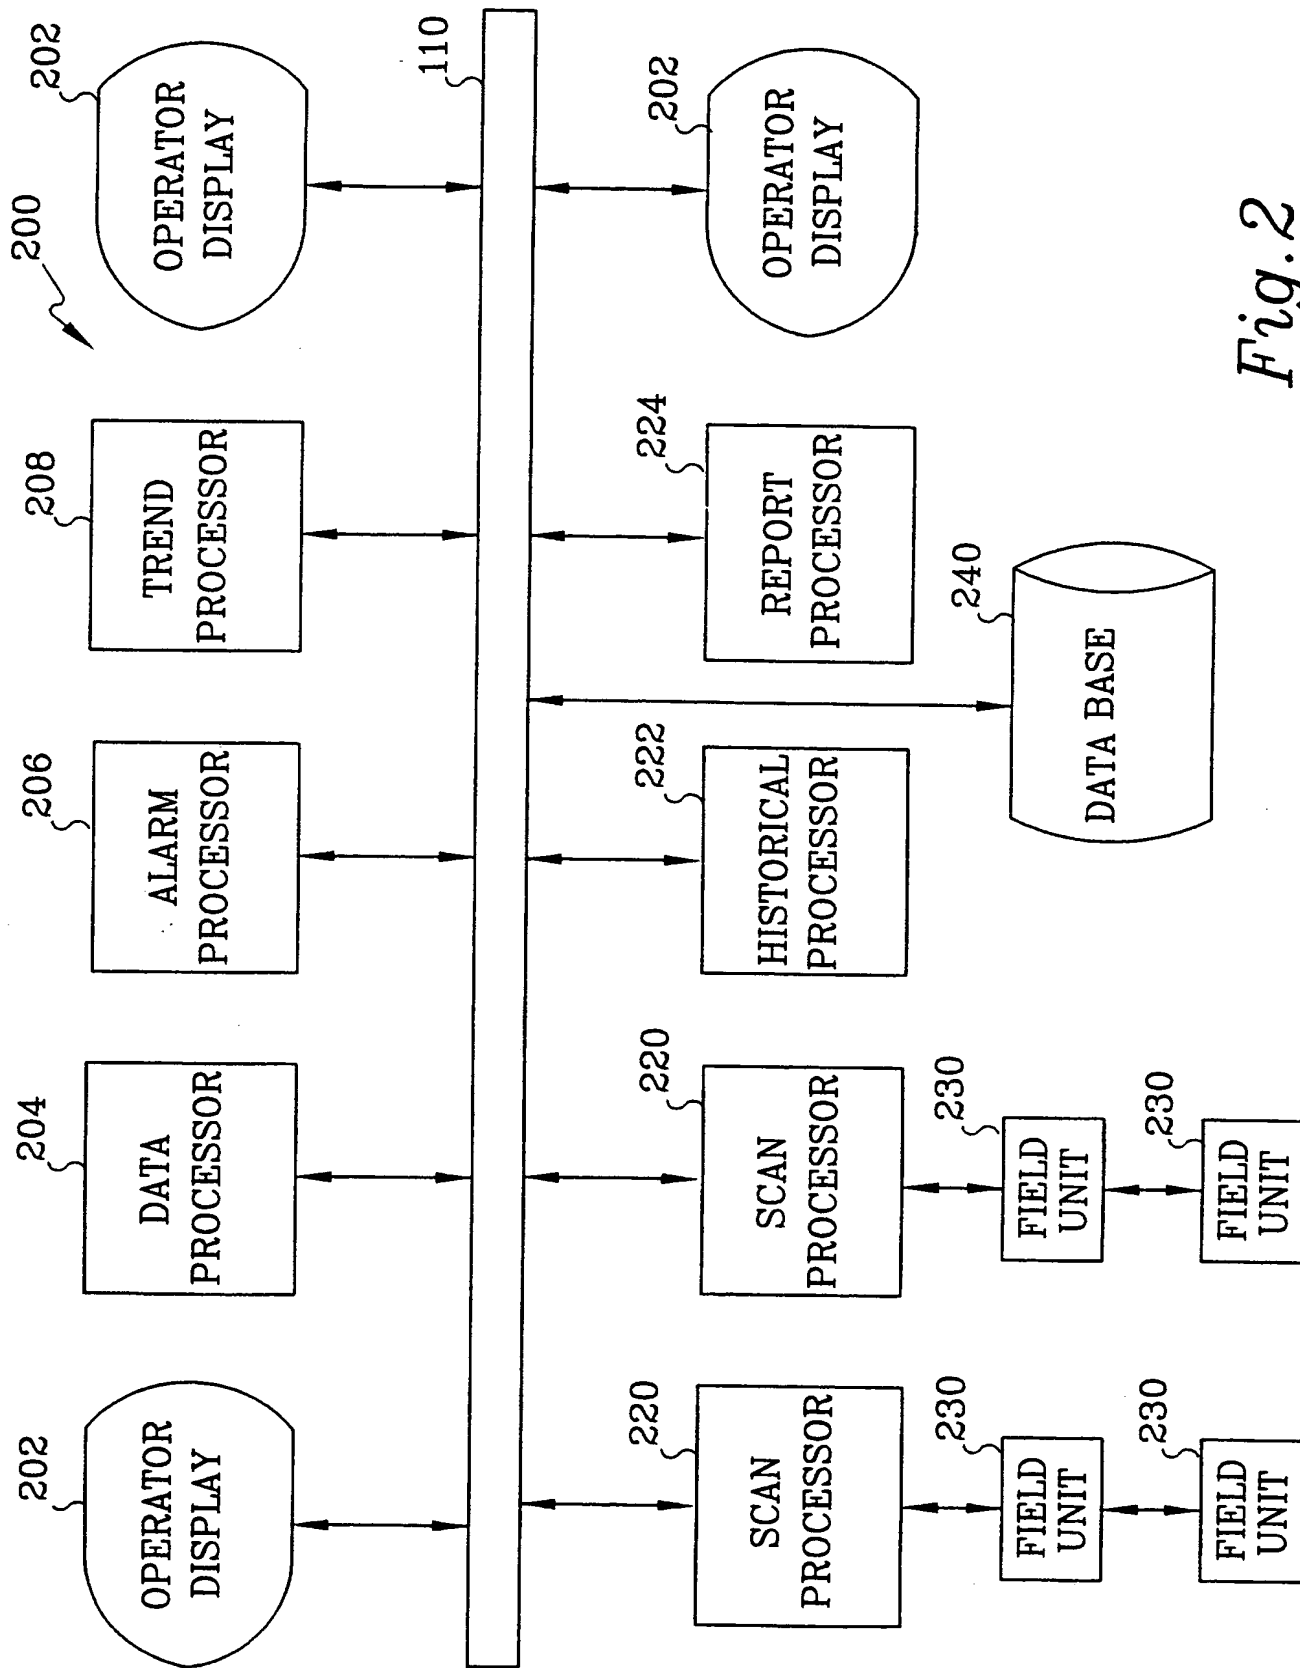 200
202
OPERATOR
DISPLAY
204
DATA
PROCESSOR
206
ALARM
PROCESSOR
208
TREND
PROCESSOR
202
OPERATOR
DISPLAY
110
220
SCAN
PROCESSOR
220
SCAN
PROCESSOR
222
HISTORICAL
PROCESSOR
224
REPORT
PROCESSOR
202
OPERATOR
DISPLAY
230
FIELD
UNIT
230
FIELD
UNIT
240
DATA BASE
230
FIELD
UNIT
230
FIELD
UNIT
Fig.2